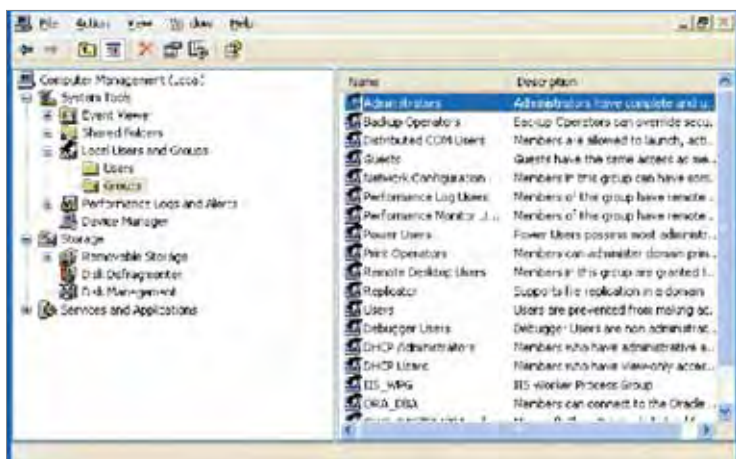 File Action View Window Help
Computer Management (Local)
System Tools
Event Viewer
Shared Folders
Local Users and Groups
Users
Groups
Performance Logs and Alerts
Device Manager
Storage
Removable Storage
Disk Defragmenter
Disk Management
Services and Applications
Name Description
Administrators Administrators have complete and u...
Backup Operators Backup Operators can override secu...
Distributed COM Users Members are allowed to launch, acti...
Guests Guests have the same access as me...
Network Configuration ... Members in this group can have som...
Performance Log Users Members of this group have remote ...
Performance Monitor U... Members of this group have remote ...
Power Users Power Users possess most administr...
Print Operators Members can administer domain prin...
Remote Desktop Users Members in this group are granted t...
Replicator Supports file replication in a domain
Users Users are prevented from making ac...
Debugger Users Debugger Users are non administrat...
DHCP Administrators Members who have administrative a...
DHCP Users Members who have view-only acces...
IIS_WPG IIS Worker Process Group
ORA_DBA Members can connect to the Oracle ...